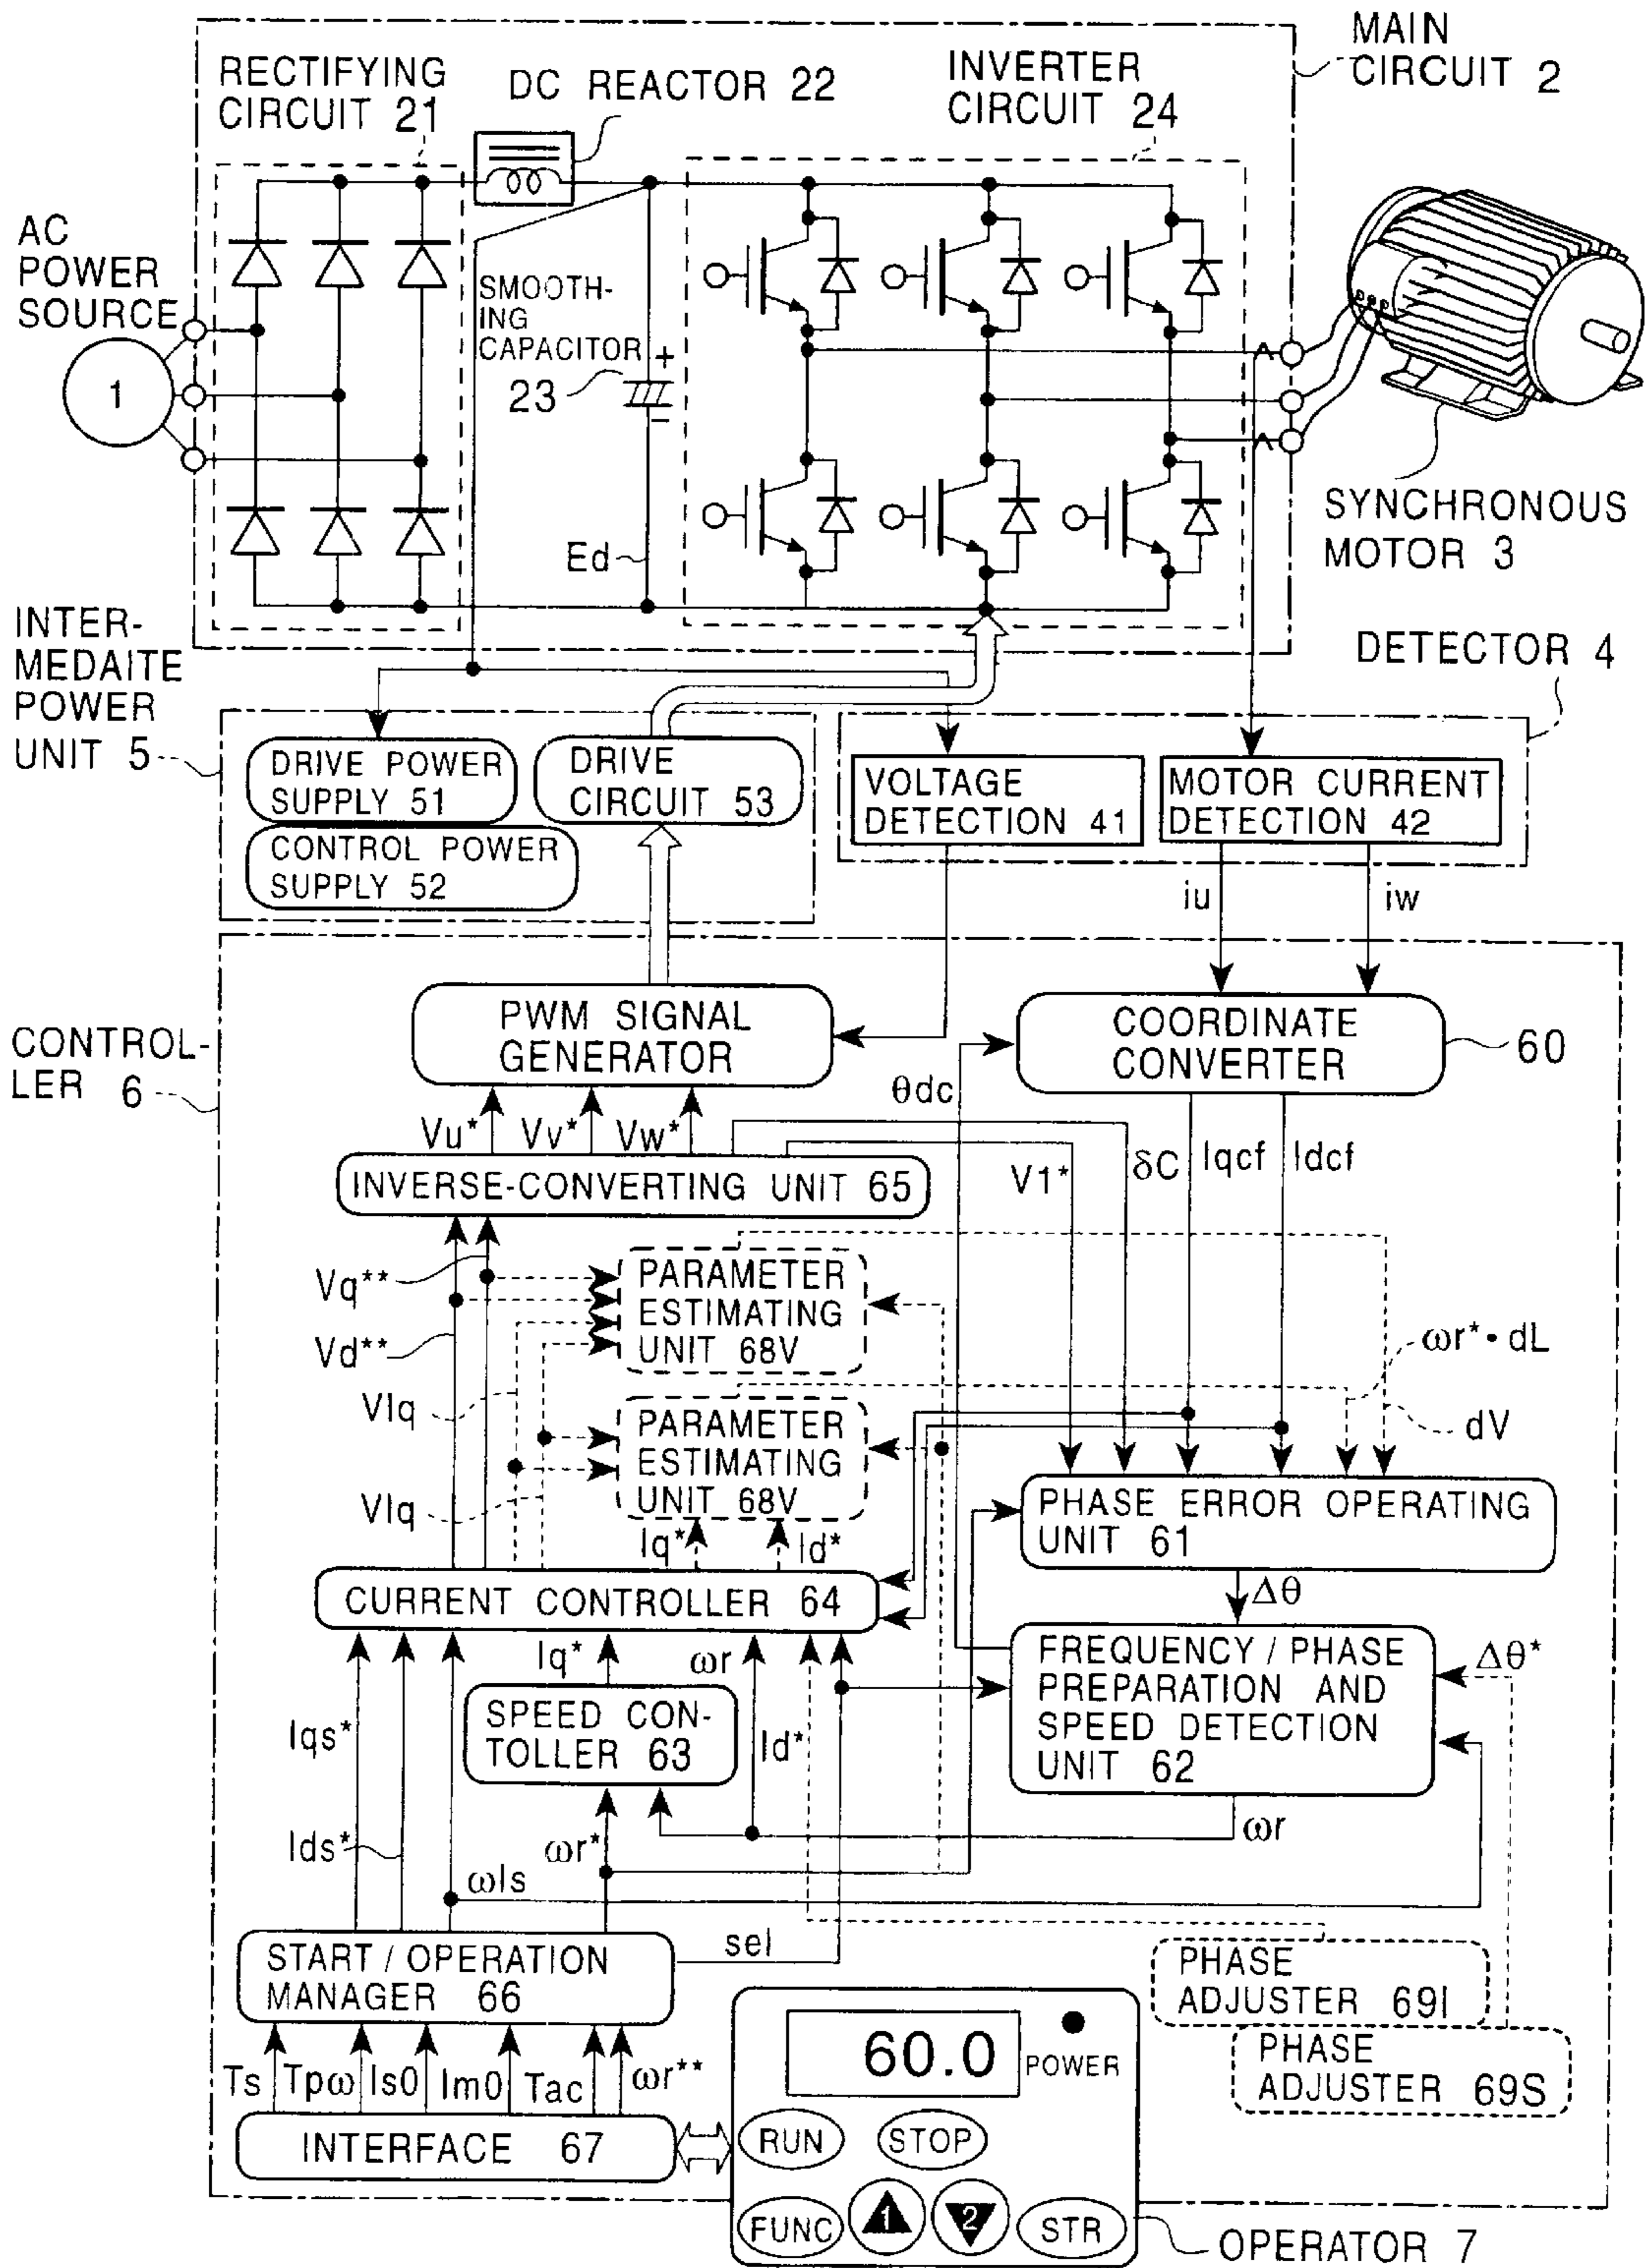 MAIN
CIRCUIT 2
RECTIFYING
CIRCUIT 21
DC REACTOR 22
INVERTER
CIRCUIT 24
AC
POWER
SOURCE
1
SMOOTH-
ING
CAPACITOR
23
+
−
Ed
SYNCHRONOUS
MOTOR 3
INTER-
MEDAITE
POWER
UNIT 5
DETECTOR 4
DRIVE POWER
SUPPLY 51
DRIVE
CIRCUIT 53
CONTROL POWER
SUPPLY 52
VOLTAGE
DETECTION 41
MOTOR CURRENT
DETECTION 42
iu
iw
CONTROL-
LER 6
PWM SIGNAL
GENERATOR
COORDINATE
CONVERTER
60
θdc
Vu* Vv* Vw*
V1*
δC
Iqcf
Idcf
INVERSE-CONVERTING UNIT 65
Vq**
Vd**
PARAMETER
ESTIMATING
UNIT 68V
ωr*•dL
dV
VIq
PARAMETER
ESTIMATING
UNIT 68V
VIq
Iq*
Id*
PHASE ERROR OPERATING
UNIT 61
Δθ
CURRENT CONTROLLER 64
Iq*
ωr
FREQUENCY / PHASE
PREPARATION AND
SPEED DETECTION
UNIT 62
Δθ*
Iqs*
SPEED CON-
TOLLER 63
Id*
Ids*
ωr*
ωr
ωIs
START / OPERATION
MANAGER 66
sel
PHASE
ADJUSTER 69I
PHASE
ADJUSTER 69S
Ts Tpω Is0 Im0 Tac ωr**
INTERFACE 67
60.0
POWER
RUN
STOP
FUNC
1
2
STR
OPERATOR 7